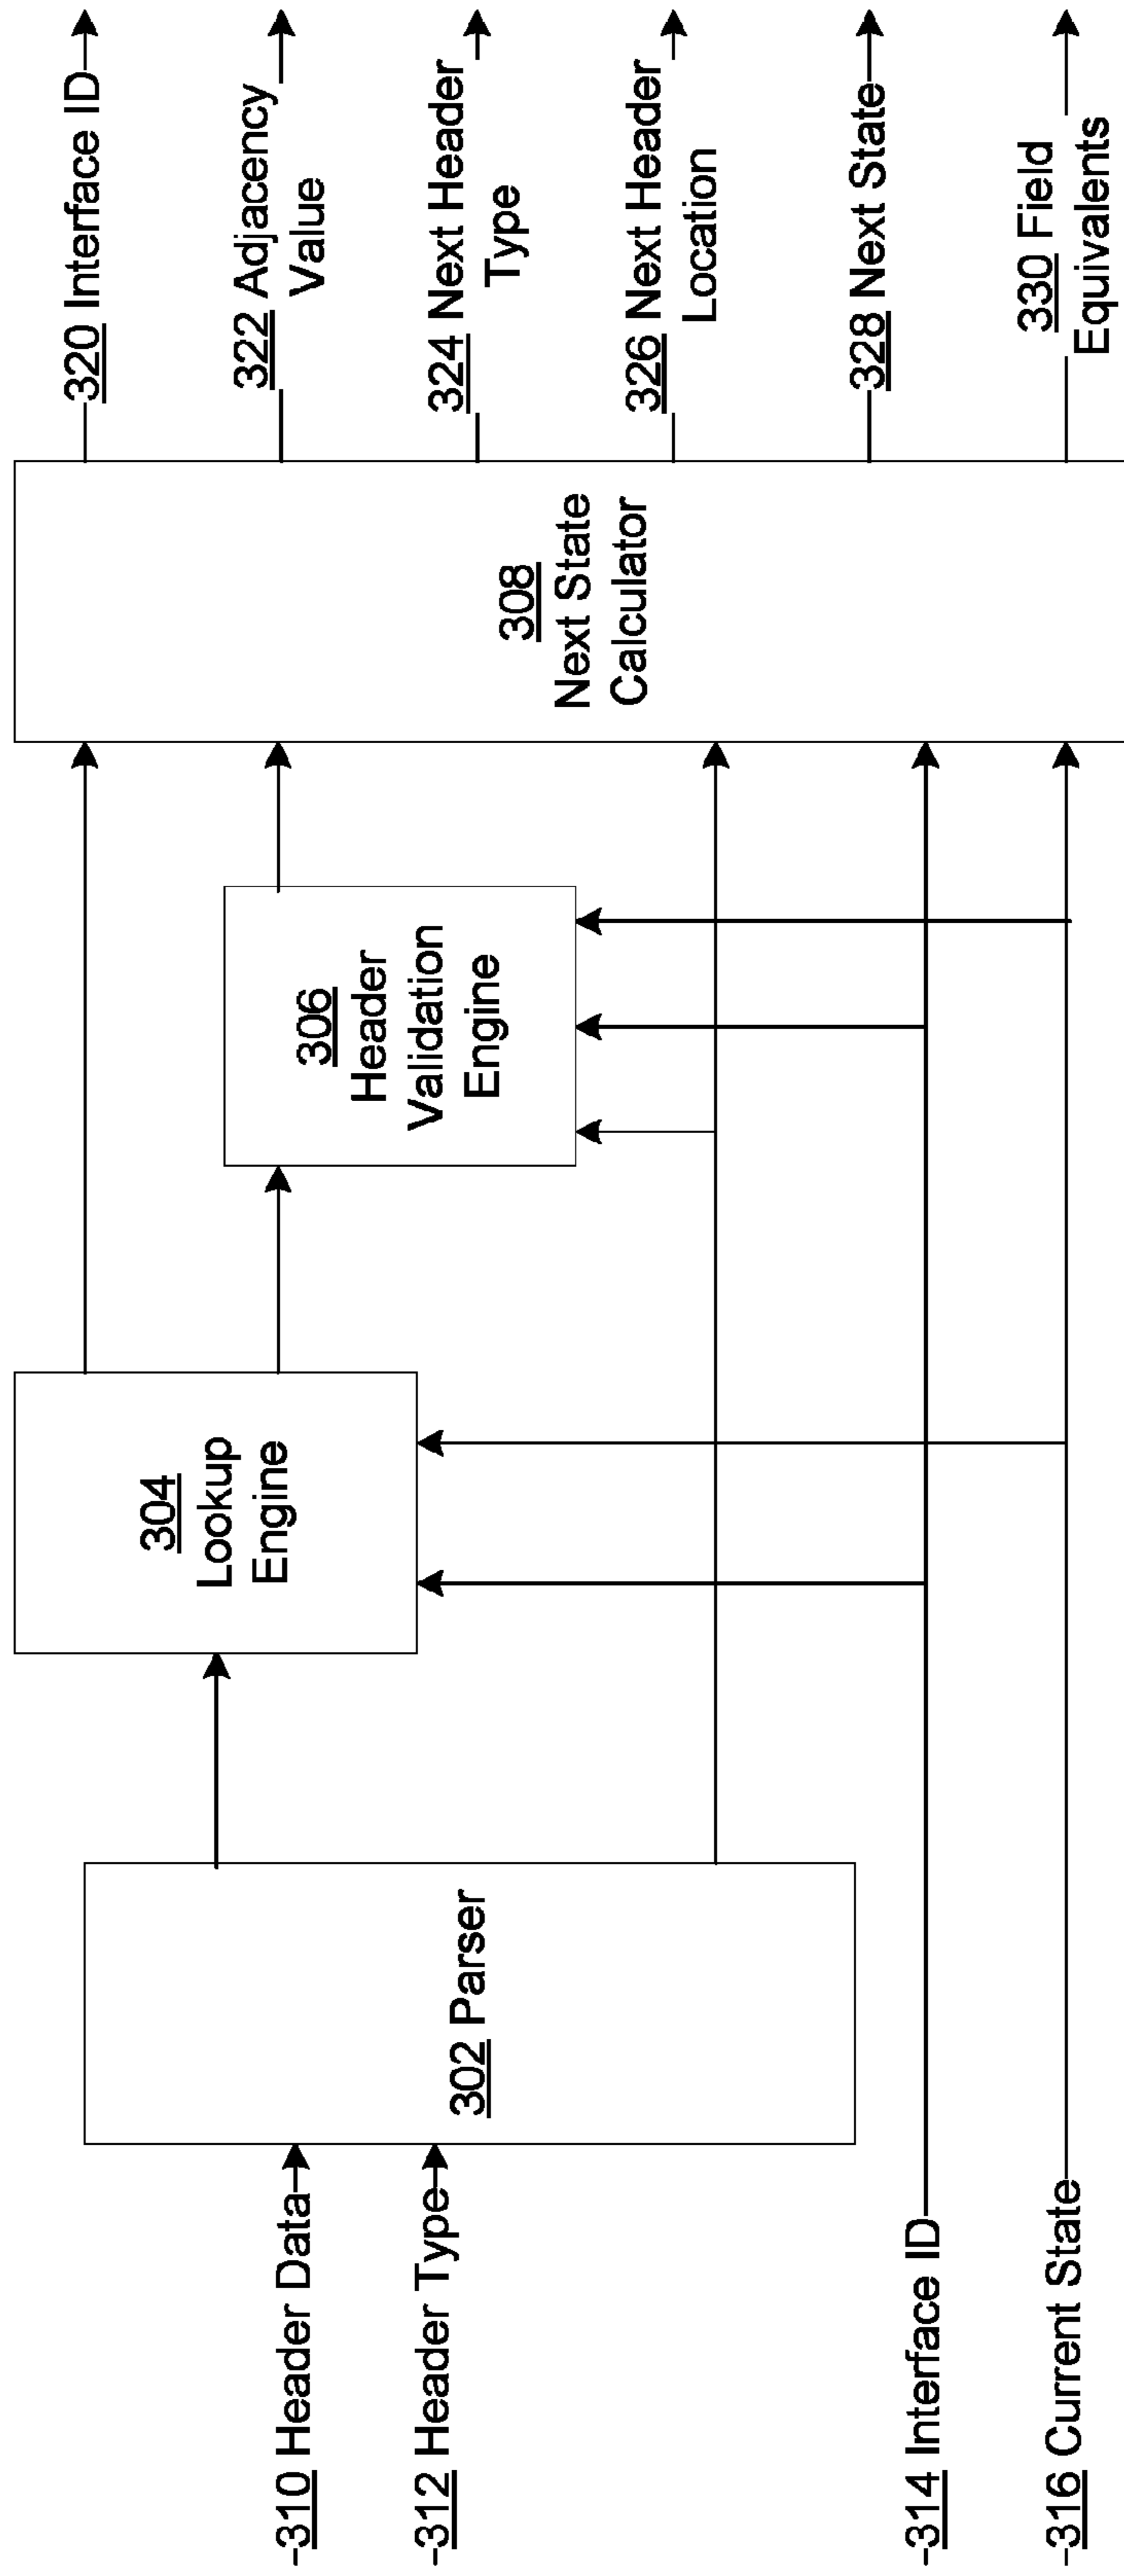 310 Header Data
312 Header Type
314 Interface ID
316 Current State
302 Parser
304
Lookup
Engine
306
Header
Validation
Engine
308
Next State
Calculator
320 Interface ID
322 Adjacency
Value
324 Next Header
Type
326 Next Header
Location
328 Next State
330 Field
Equivalents